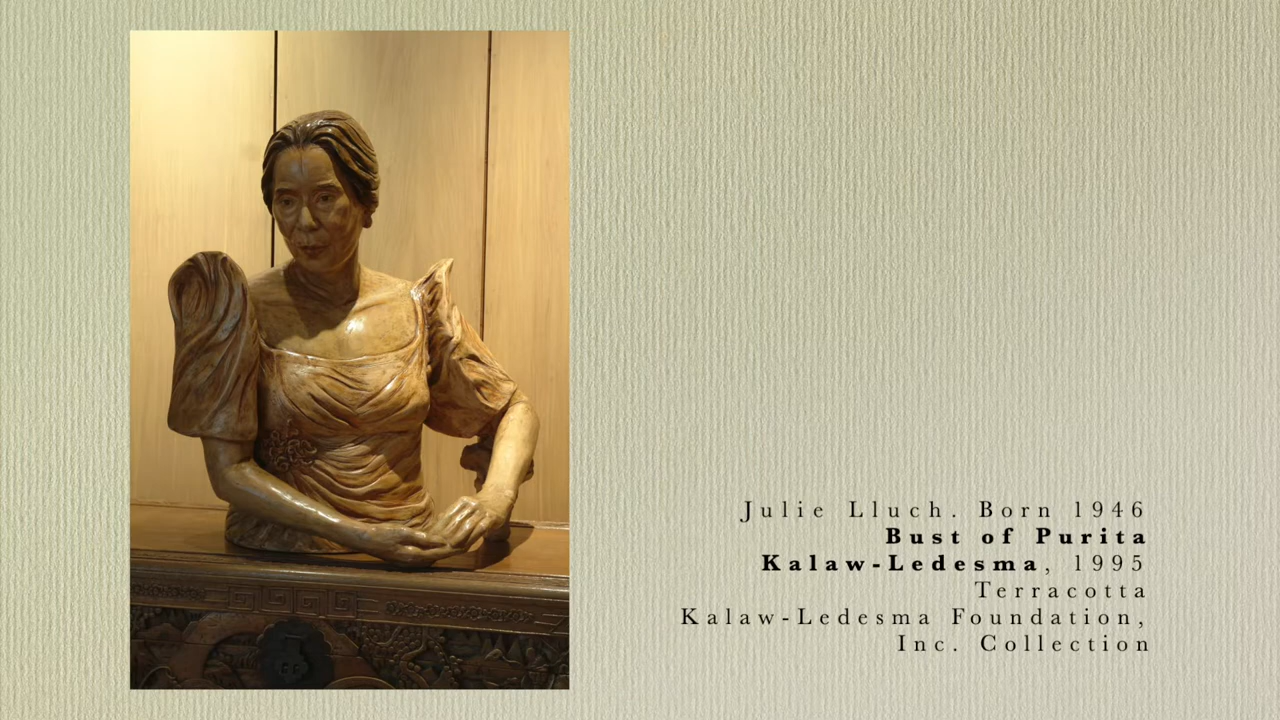 Julie Lluch. Born 1946
Bust of Purita
Kalaw-Ledesma, 1995
Terracotta
Kalaw-Ledesma Foundation,
Inc. Collection